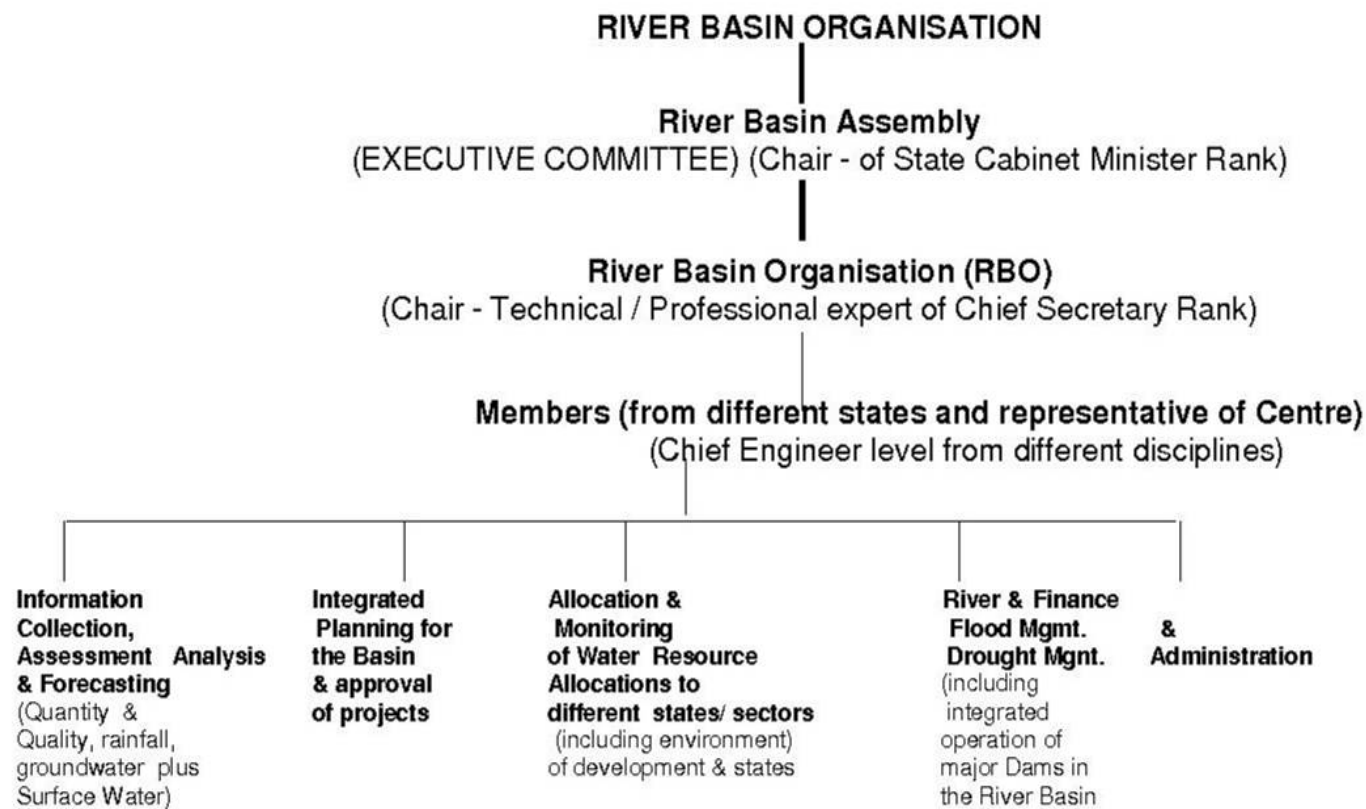 RIVER BASIN ORGANISATION
River Basin Assembly
(EXECUTIVE COMMITTEE) (Chair - of State Cabinet Minister Rank)
River Basin Organisation (RBO)
(Chair - Technical / Professional expert of Chief Secretary Rank)
Members (from different states and representative of Centre)
(Chief Engineer level from different disciplines)
Information
Collection,
Assessment Analysis
& Forecasting
(Quantity &
Quality, rainfall,
groundwater plus
Surface Water)
Integrated
Planning for
the Basin
& approval
of projects
Allocation &
Monitoring
of Water Resource
Allocations to
different states/ sectors
(including environment)
of development & states
River & Finance
Flood Mgmt.
Drought Mgnt.
(including
integrated
operation of
major Dams in
the River Basin
&
Administration